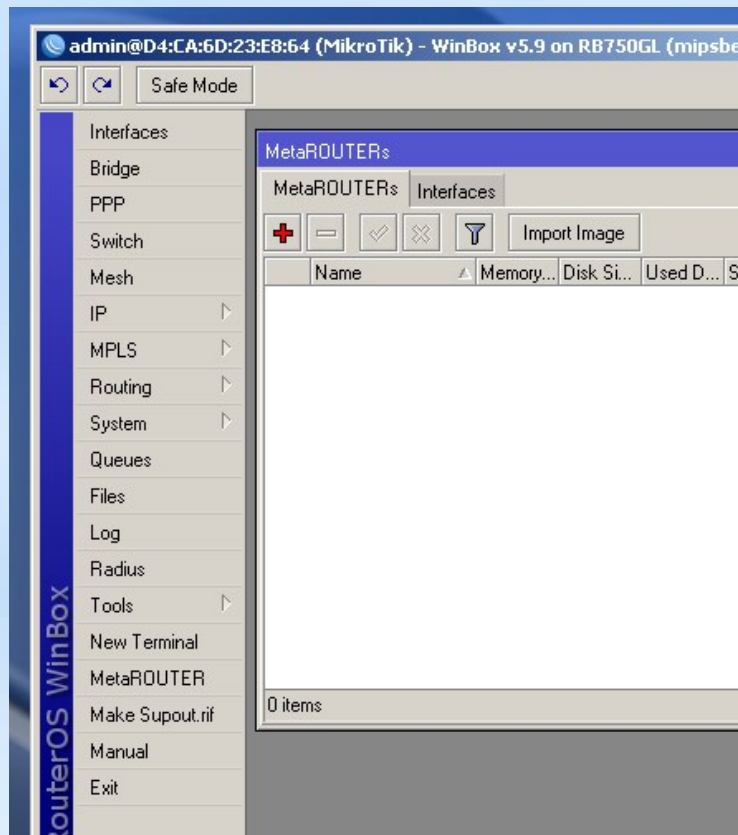 admin@D4:CA:6D:23:E8:64 (MikroTik) - WinBox v5.9 on RB750GL (mipsbe
Safe Mode
Interfaces
Bridge
PPP
Switch
Mesh
IP
MPLS
Routing
System
Queues
Files
Log
Radius
Tools
New Terminal
MetaROUTER
Make Supout.rif
Manual
Exit
RouterOS WinBox
MetaROUTERs
MetaROUTERs Interfaces
Import Image
Name Memory... Disk Si... Used D... S
0 items